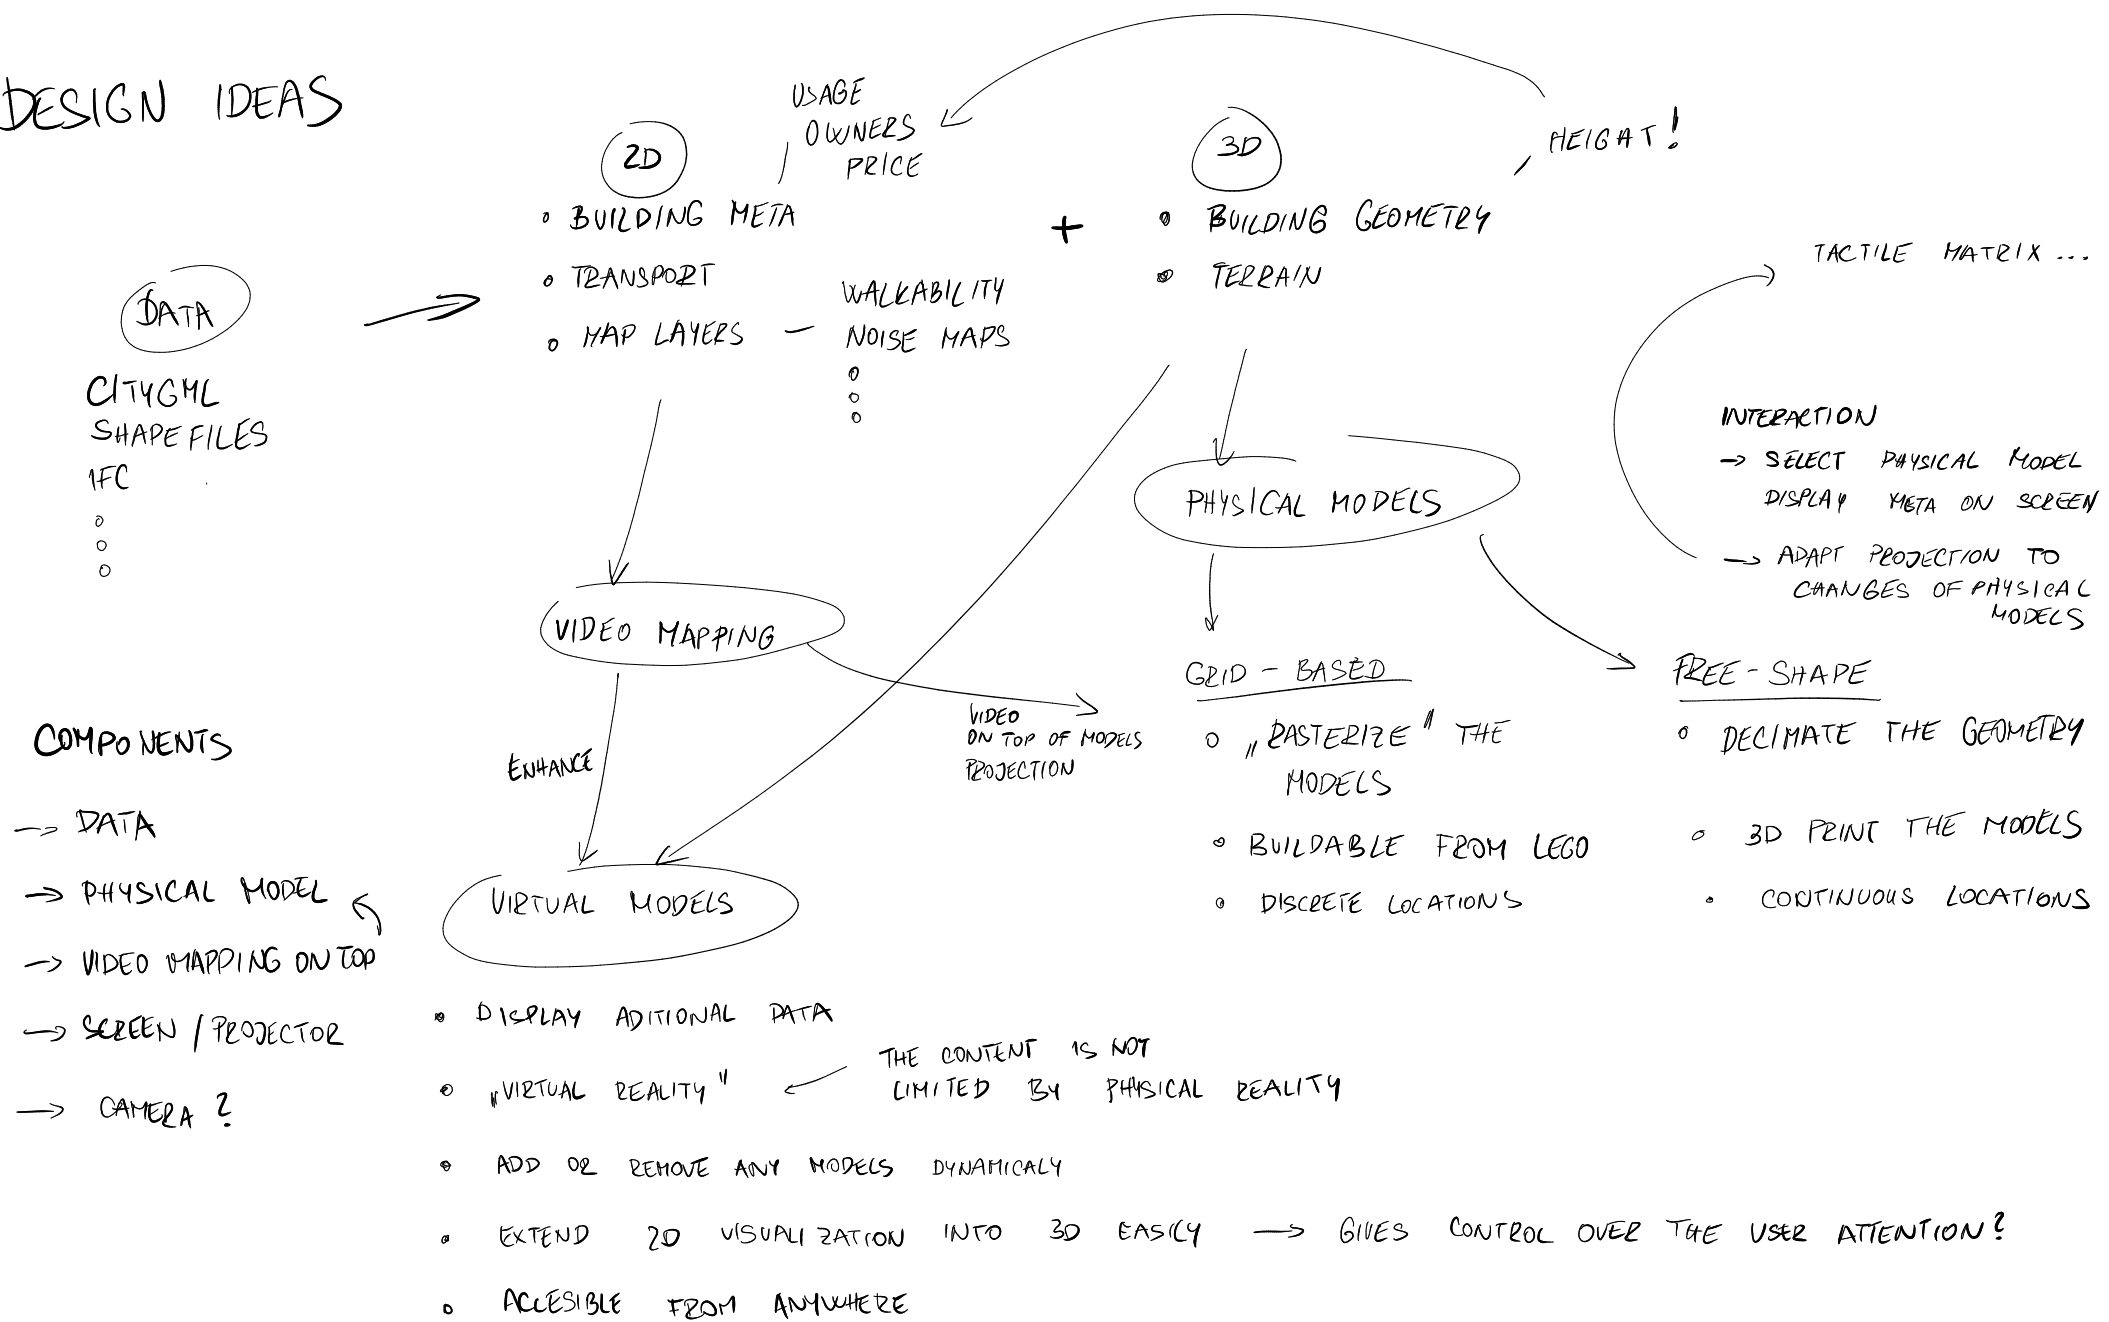 DESIGN IDEAS
DATA
CITYGML
SHAPEFILES
IFC
2D
USAGE
OWNERS
PRICE
• BUILDING META
• TRANSPORT
• MAP LAYERS -
WALKABILITY
NOISE MAPS
+
3D
HEIGHT!
• BUILDING GEOMETRY
• TERRAIN
TACTILE MATRIX...
INTERACTION
→ SELECT PHYSICAL MODEL
DISPLAY META ON SCREEN
→ ADAPT PROJECTION TO
CHANGES OF PHYSICAL
MODELS
PHYSICAL MODELS
VIDEO MAPPING
VIDEO
ON TOP OF MODELS
PROJECTION
ENHANCE
GRID - BASED
• „RASTERIZE" THE
MODELS
• BUILDABLE FROM LEGO
• DISCRETE LOCATIONS
FREE-SHAPE
• DECIMATE THE GEOMETRY
• 3D PRINT THE MODELS
• CONTINUOUS LOCATIONS
COMPONENTS
→ DATA
→ PHYSICAL MODEL
→ VIDEO MAPPING ON TOP
→ SCREEN / PROJECTOR
→ CAMERA ?
VIRTUAL MODELS
• DISPLAY ADITIONAL DATA
• „VIRTUAL REALITY"
THE CONTENT IS NOT
LIMITED BY PHYSICAL REALITY
• ADD OR REMOVE ANY MODELS DYNAMICALY
• EXTEND 2D VISUALIZATION INTO 3D EASILY → GIVES CONTROL OVER THE USER ATTENTION?
• ACCESIBLE FROM ANYWHERE